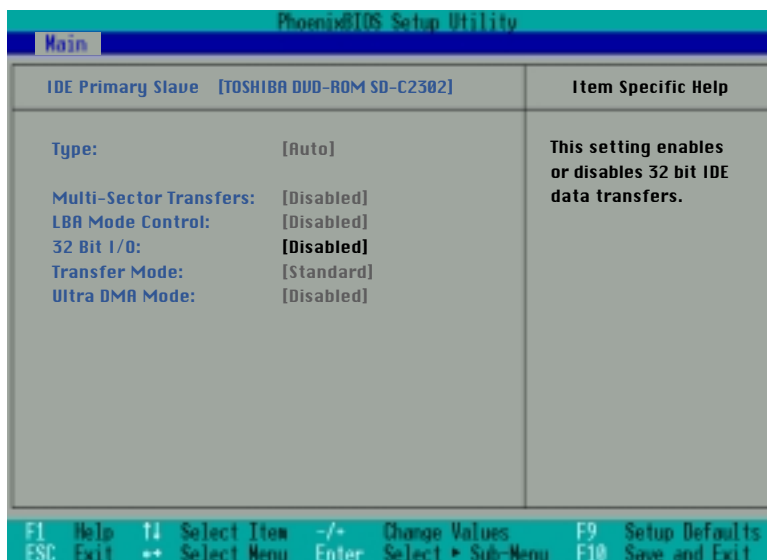 PhoenixBIOS Setup Utility
Main
IDE Primary Slave [TOSHIBA DVD-ROM SD-C2302]
Item Specific Help
Type: [Auto]
Multi-Sector Transfers: [Disabled]
LBA Mode Control: [Disabled]
32 Bit I/O: [Disabled]
Transfer Mode: [Standard]
Ultra DMA Mode: [Disabled]
This setting enables
or disables 32 bit IDE
data transfers.
F1 Help ↑↓ Select Item -/+ Change Values F9 Setup Defaults
ESC Exit ←→ Select Menu Enter Select ▸ Sub-Menu F10 Save and Exit